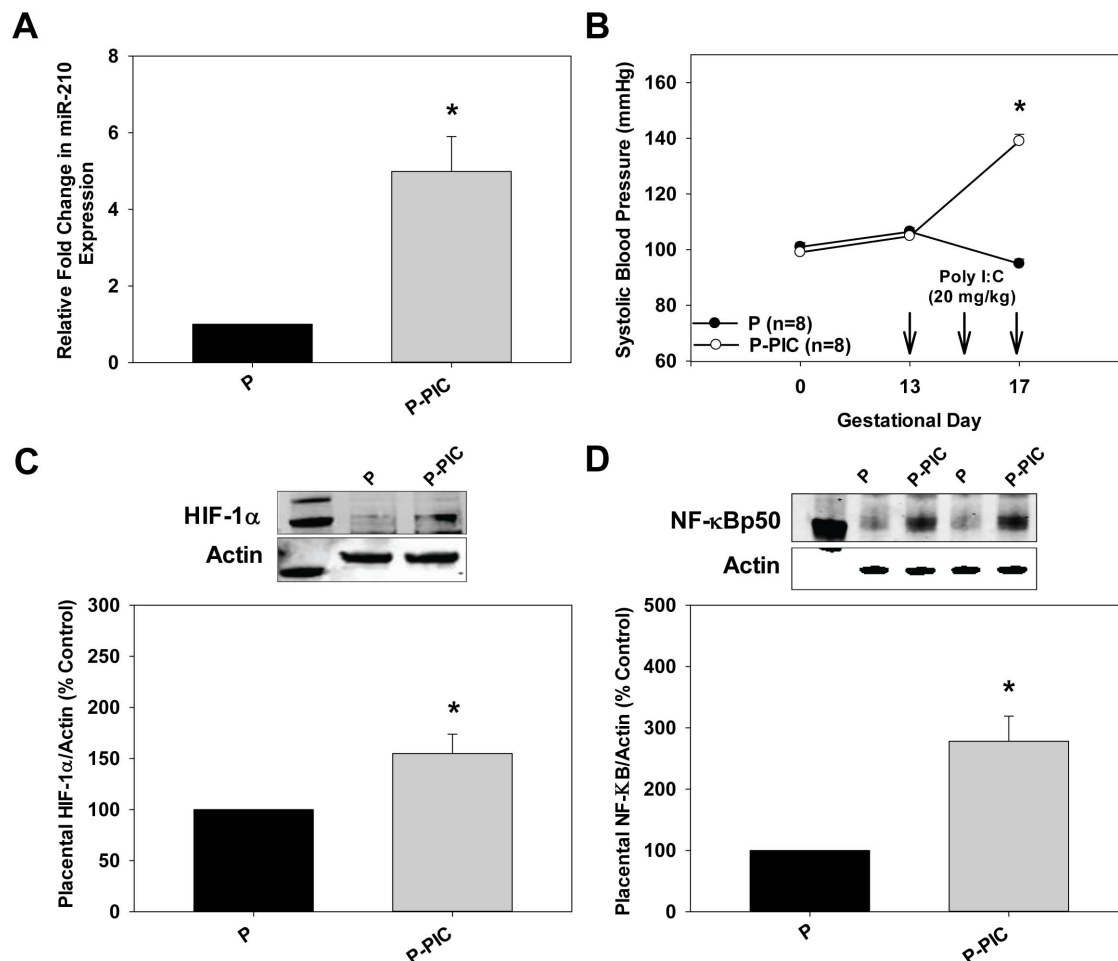 A
Relative Fold Change in miR-210
Expression
8
6
4
2
0
*
P
P-PIC
B
Systolic Blood Pressure (mmHg)
160
140
120
100
80
60
*
Poly I:C
(20 mg/kg)
P (n=8)
P-PIC (n=8)
0
13
17
Gestational Day
C
P
P-PIC
HIF-1α
Actin
Placental HIF-1α/Actin (% Control)
300
250
200
150
100
50
0
*
P
P-PIC
D
P
P-PIC
P
P-PIC
NF-κBp50
Actin
Placental NF-KB/Actin (% Control)
500
400
300
200
100
0
*
P
P-PIC